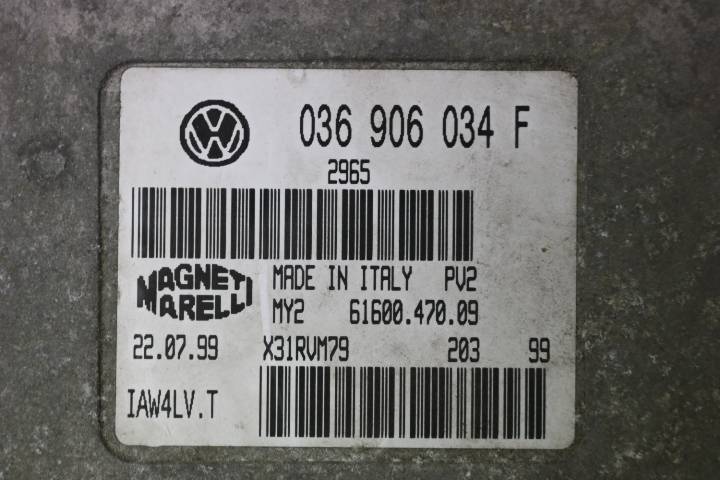 036 906 034 F
2965
MAGNETI MARELLI
MADE IN ITALY PV2
MY2 61600.470.09
22.07.99 X31RVM79 203 99
IAW4LV.T